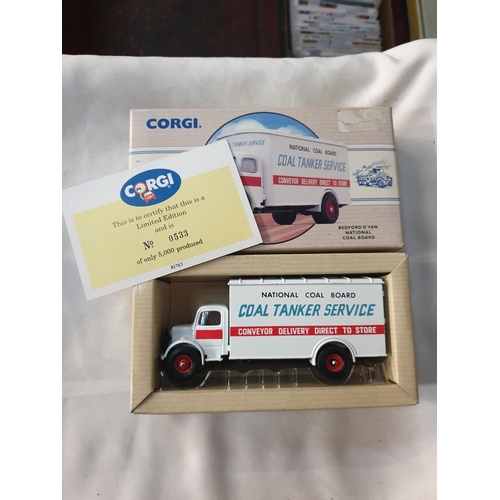 CORGI.
NATIONAL COAL BOARD
COAL TANKER SERVICE
CONVEYOR DELIVERY DIRECT TO STORE
BEDFORD O VAN
NATIONAL
COAL BOARD
SERVICE
CORGI
This is to certify that this is a
Limited Edition
and is
No 0533
of only 5,000 produced
NATIONAL COAL BOARD
COAL TANKER SERVICE
CONVEYOR DELIVERY DIRECT TO STORE